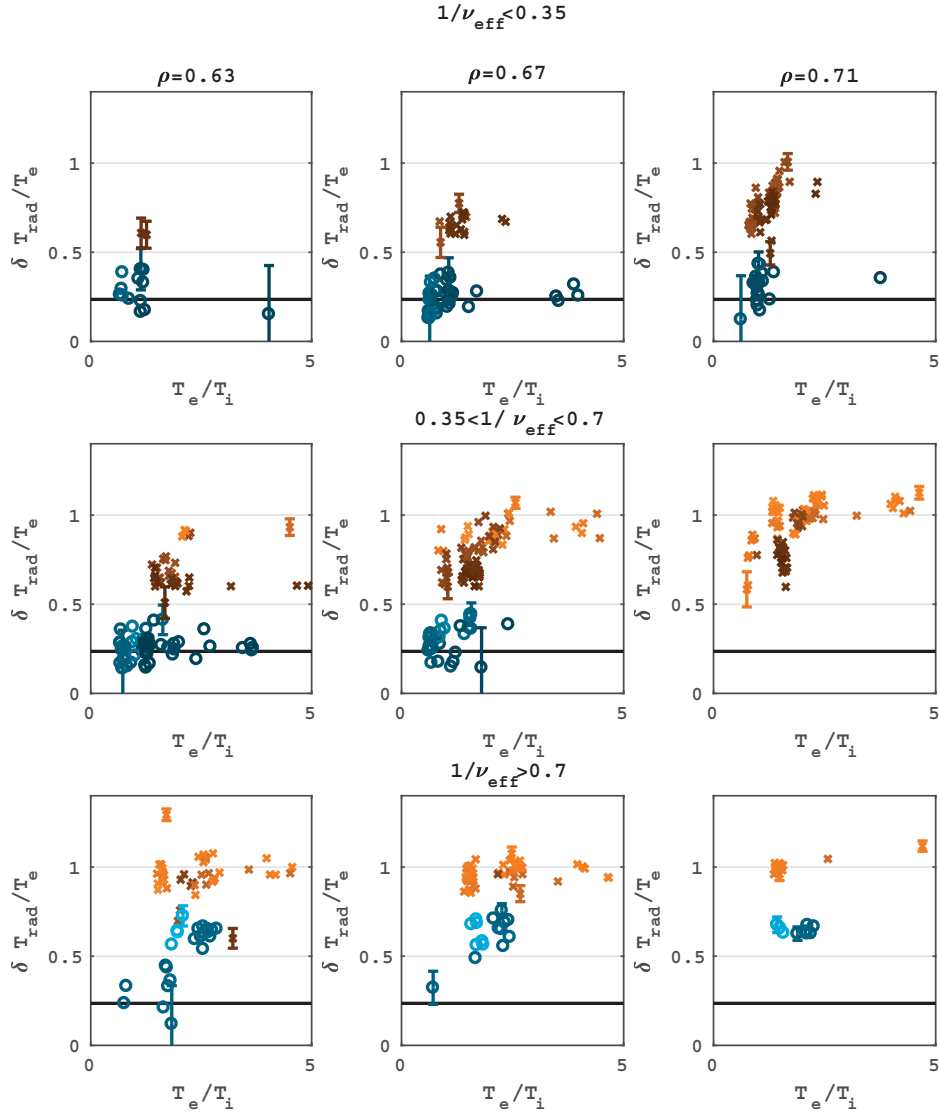 1/ν_eff<0.35
ρ=0.63
ρ=0.67
ρ=0.71
δ T_rad/T_e
1
0.5
0
0
5
T_e/T_i
δ T_rad/T_e
1
0.5
0
0
5
T_e/T_i
δ T_rad/T_e
1
0.5
0
0
5
T_e/T_i
0.35<1/ ν_eff<0.7
δ T_rad/T_e
1
0.5
0
0
5
T_e/T_i
δ T_rad/T_e
1
0.5
0
0
5
T_e/T_i
δ T_rad/T_e
1
0.5
0
0
5
T_e/T_i
1/ν_eff>0.7
δ T_rad/T_e
1
0.5
0
0
5
T_e/T_i
δ T_rad/T_e
1
0.5
0
0
5
T_e/T_i
δ T_rad/T_e
1
0.5
0
0
5
T_e/T_i